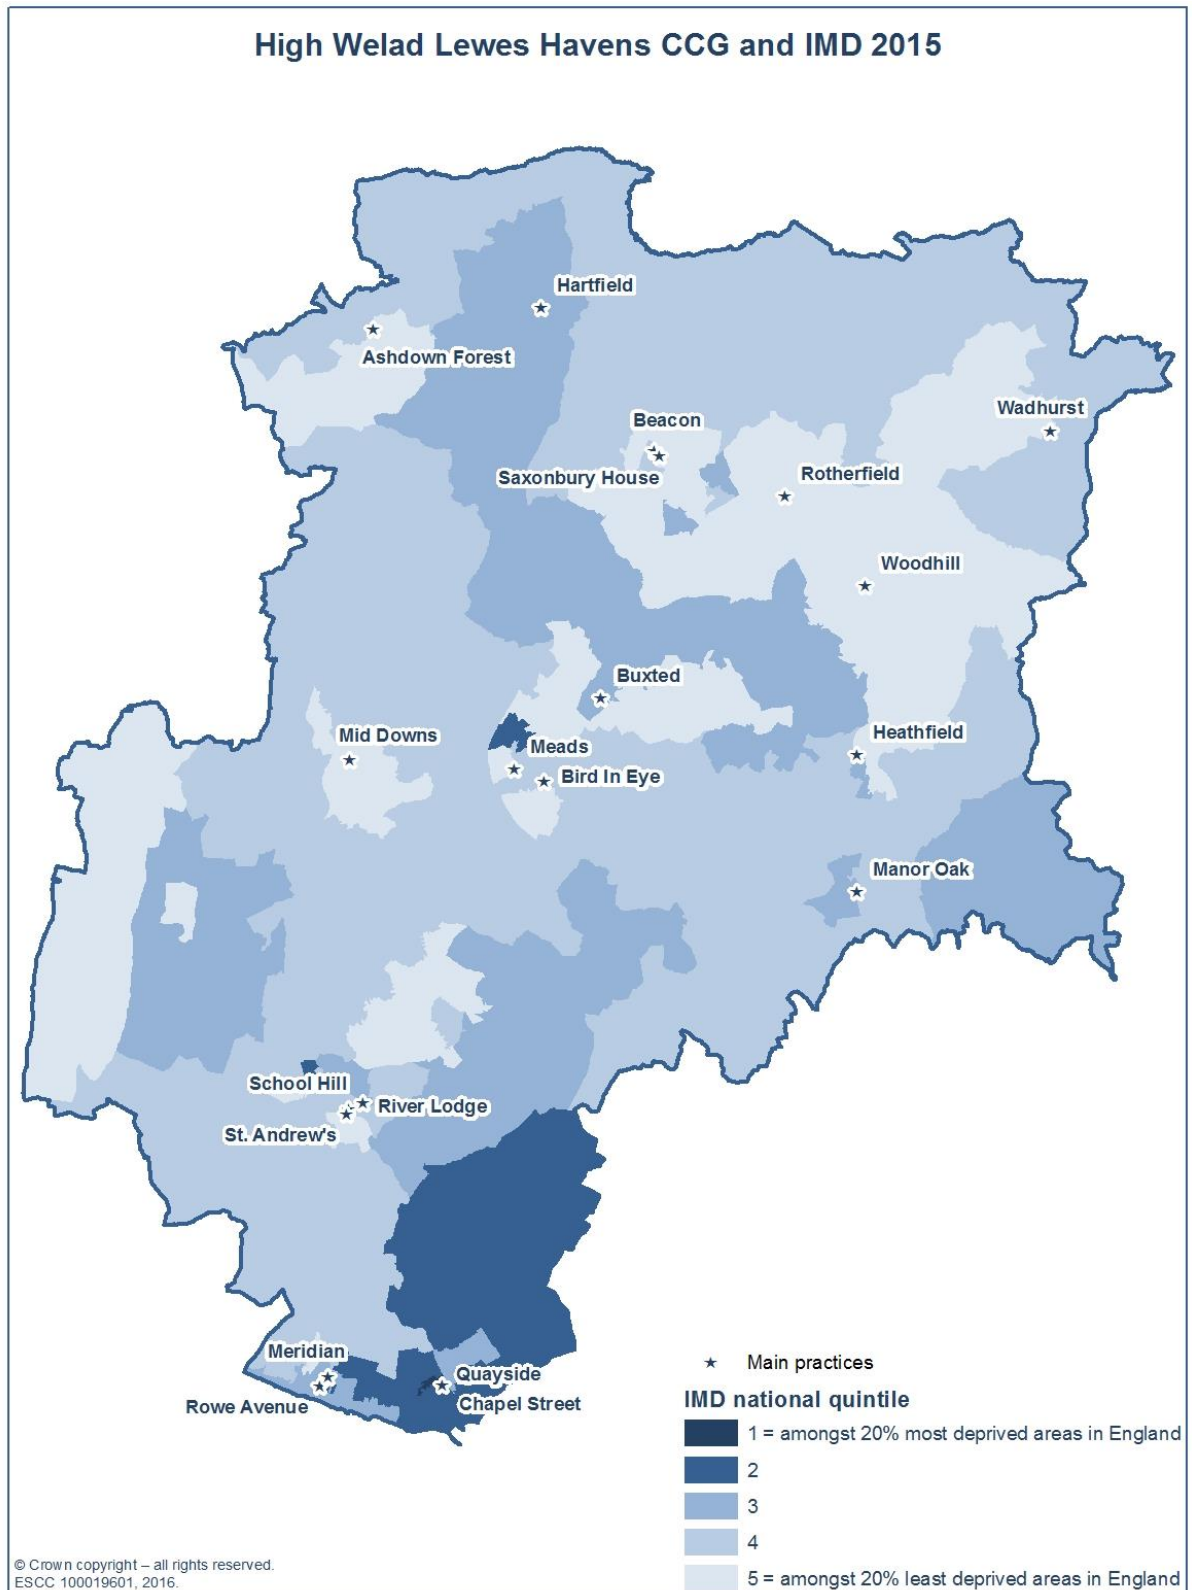 High Welad Lewes Havens CCG and IMD 2015
Hartfield
Ashdown Forest
Wadhurst
Beacon
Saxonbury House
Rotherfield
Woodhill
Buxted
Mid Downs
Meads
Bird In Eye
Heathfield
Manor Oak
School Hill
River Lodge
St. Andrew's
Meridian
Rowe Avenue
Quayside
Chapel Street
Main practices
IMD national quintile
1 = amongst 20% most deprived areas in England
2
3
4
5 = amongst 20% least deprived areas in England
© Crown copyright – all rights reserved.
ESCC 100019601, 2016.